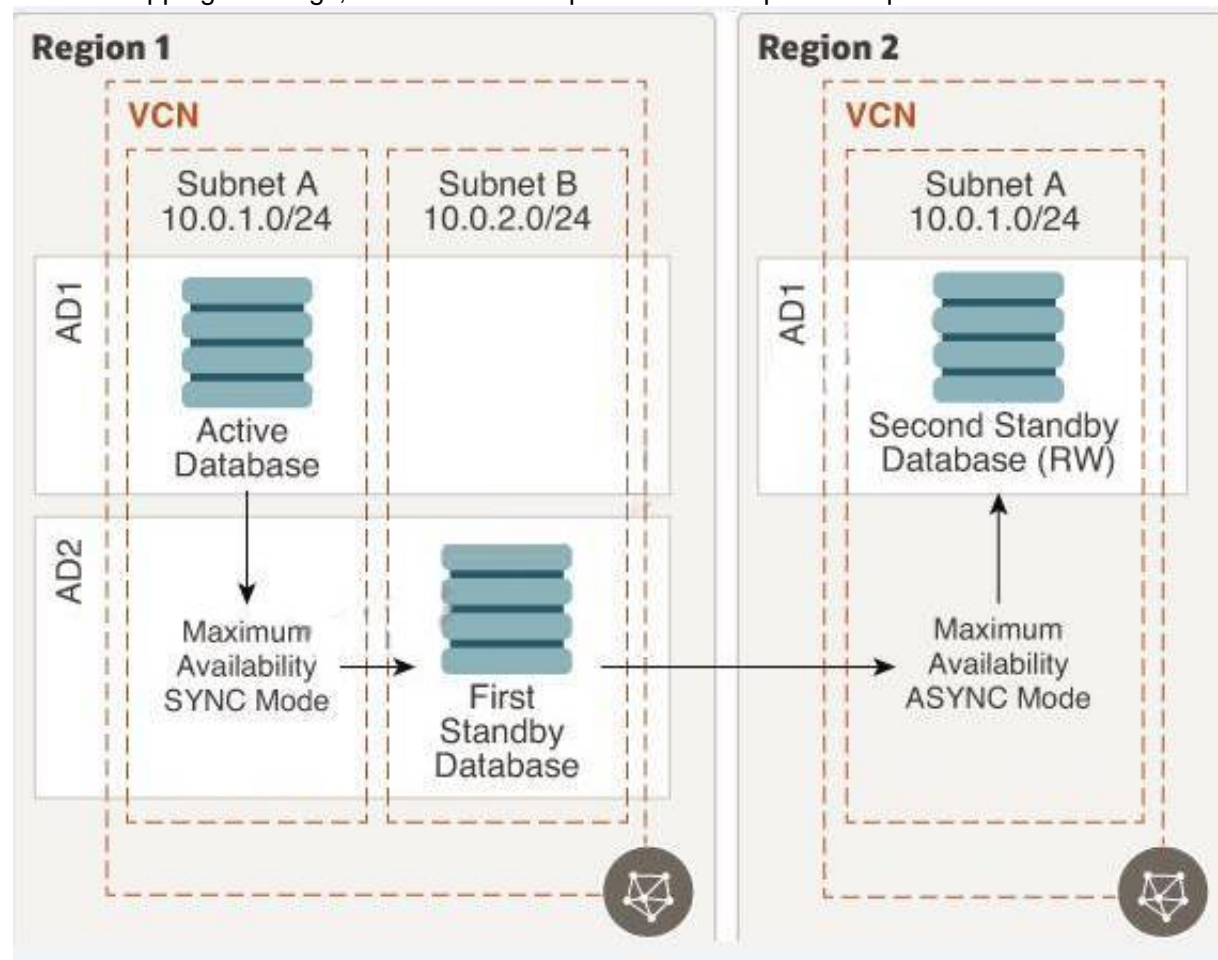 Region 1
VCN
Subnet A
10.0.1.0/24
Subnet B
10.0.2.0/24
AD1
Active
Database
AD2
Maximum
Availability
SYNC Mode
First
Standby
Database
Region 2
VCN
Subnet A
10.0.1.0/24
AD1
Second Standby
Database (RW)
Maximum
Availability
ASYNC Mode